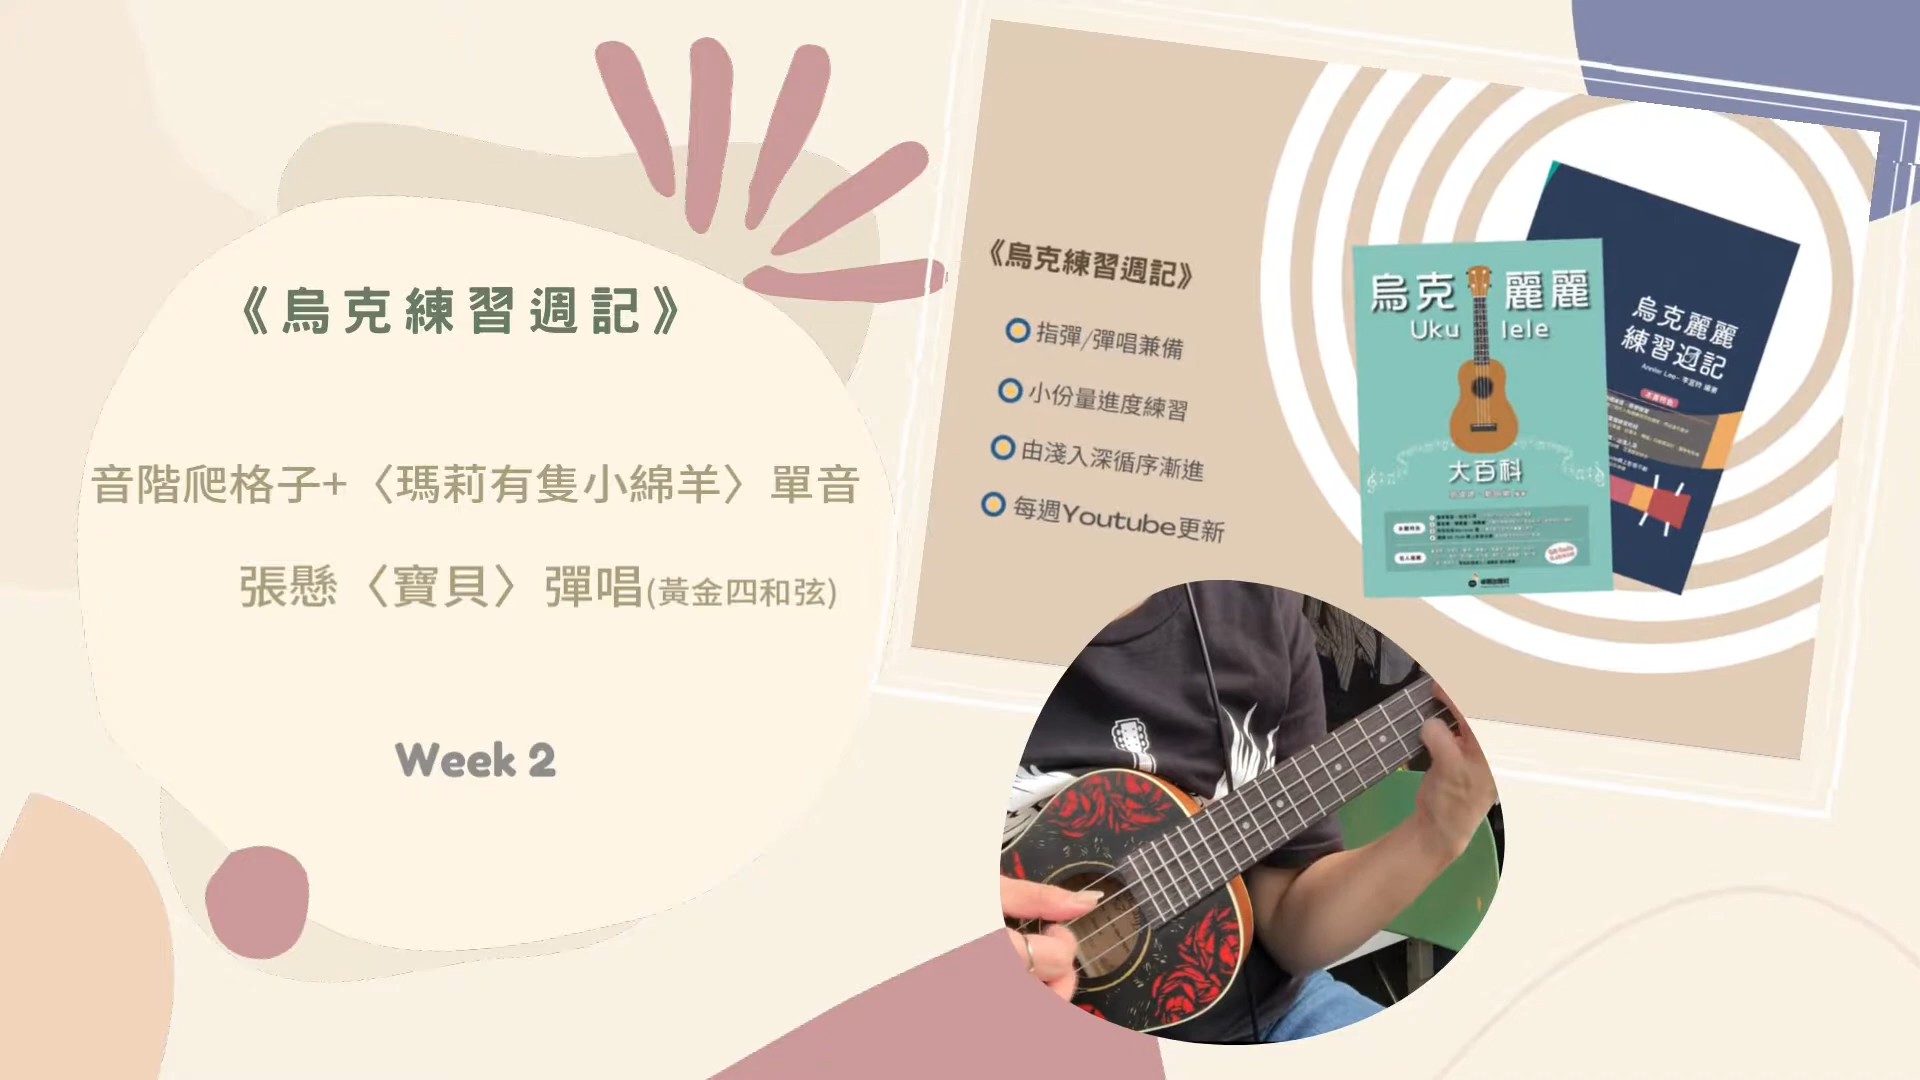 《烏克練習週記》
音階爬格子+〈瑪莉有隻小綿羊〉單音
張懸〈寶貝〉彈唱(黃金四和弦)
Week 2
《烏克練習週記》
指彈/彈唱兼備
小份量進度練習
由淺入深循序漸進
每週Youtube更新
烏克麗麗
Ukulele
大百科
烏克麗麗
練習週記